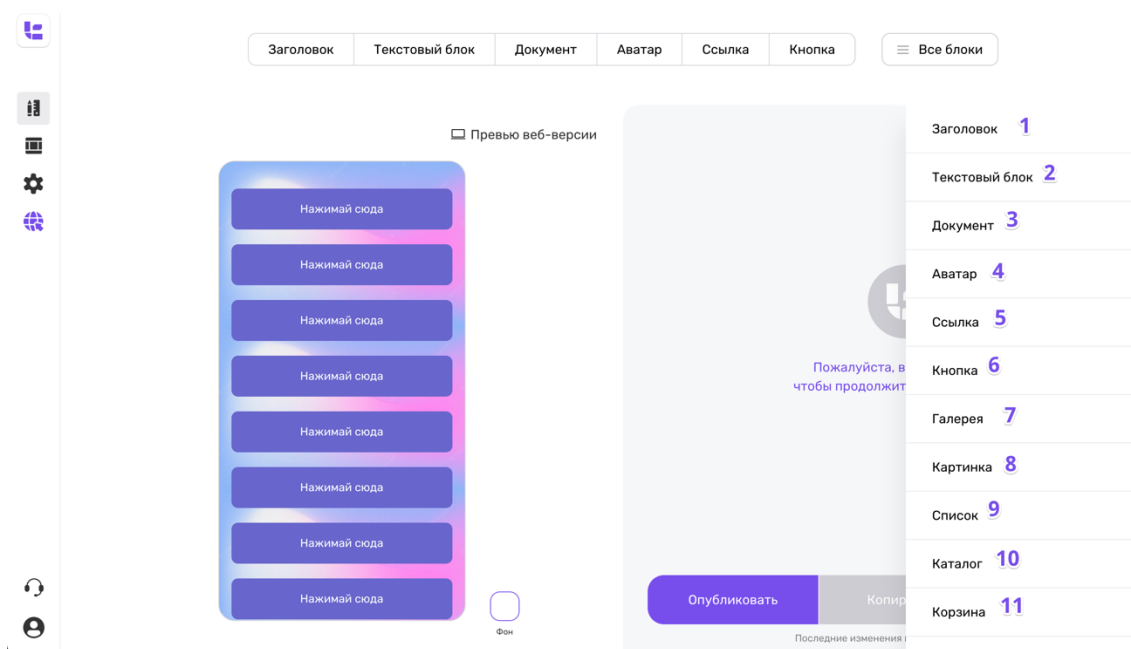 Заголовок
Текстовый блок
Документ
Аватар
Ссылка
Кнопка
Все блоки
Превью веб-версии
Нажимай сюда
Нажимай сюда
Нажимай сюда
Нажимай сюда
Нажимай сюда
Нажимай сюда
Нажимай сюда
Нажимай сюда
Фон
Пожалуйста, в
чтобы продолжит
Опубликовать
Копир
Последние изменения
Заголовок 1
Текстовый блок 2
Документ 3
Аватар 4
Ссылка 5
Кнопка 6
Галерея 7
Картинка 8
Список 9
Каталог 10
Корзина 11